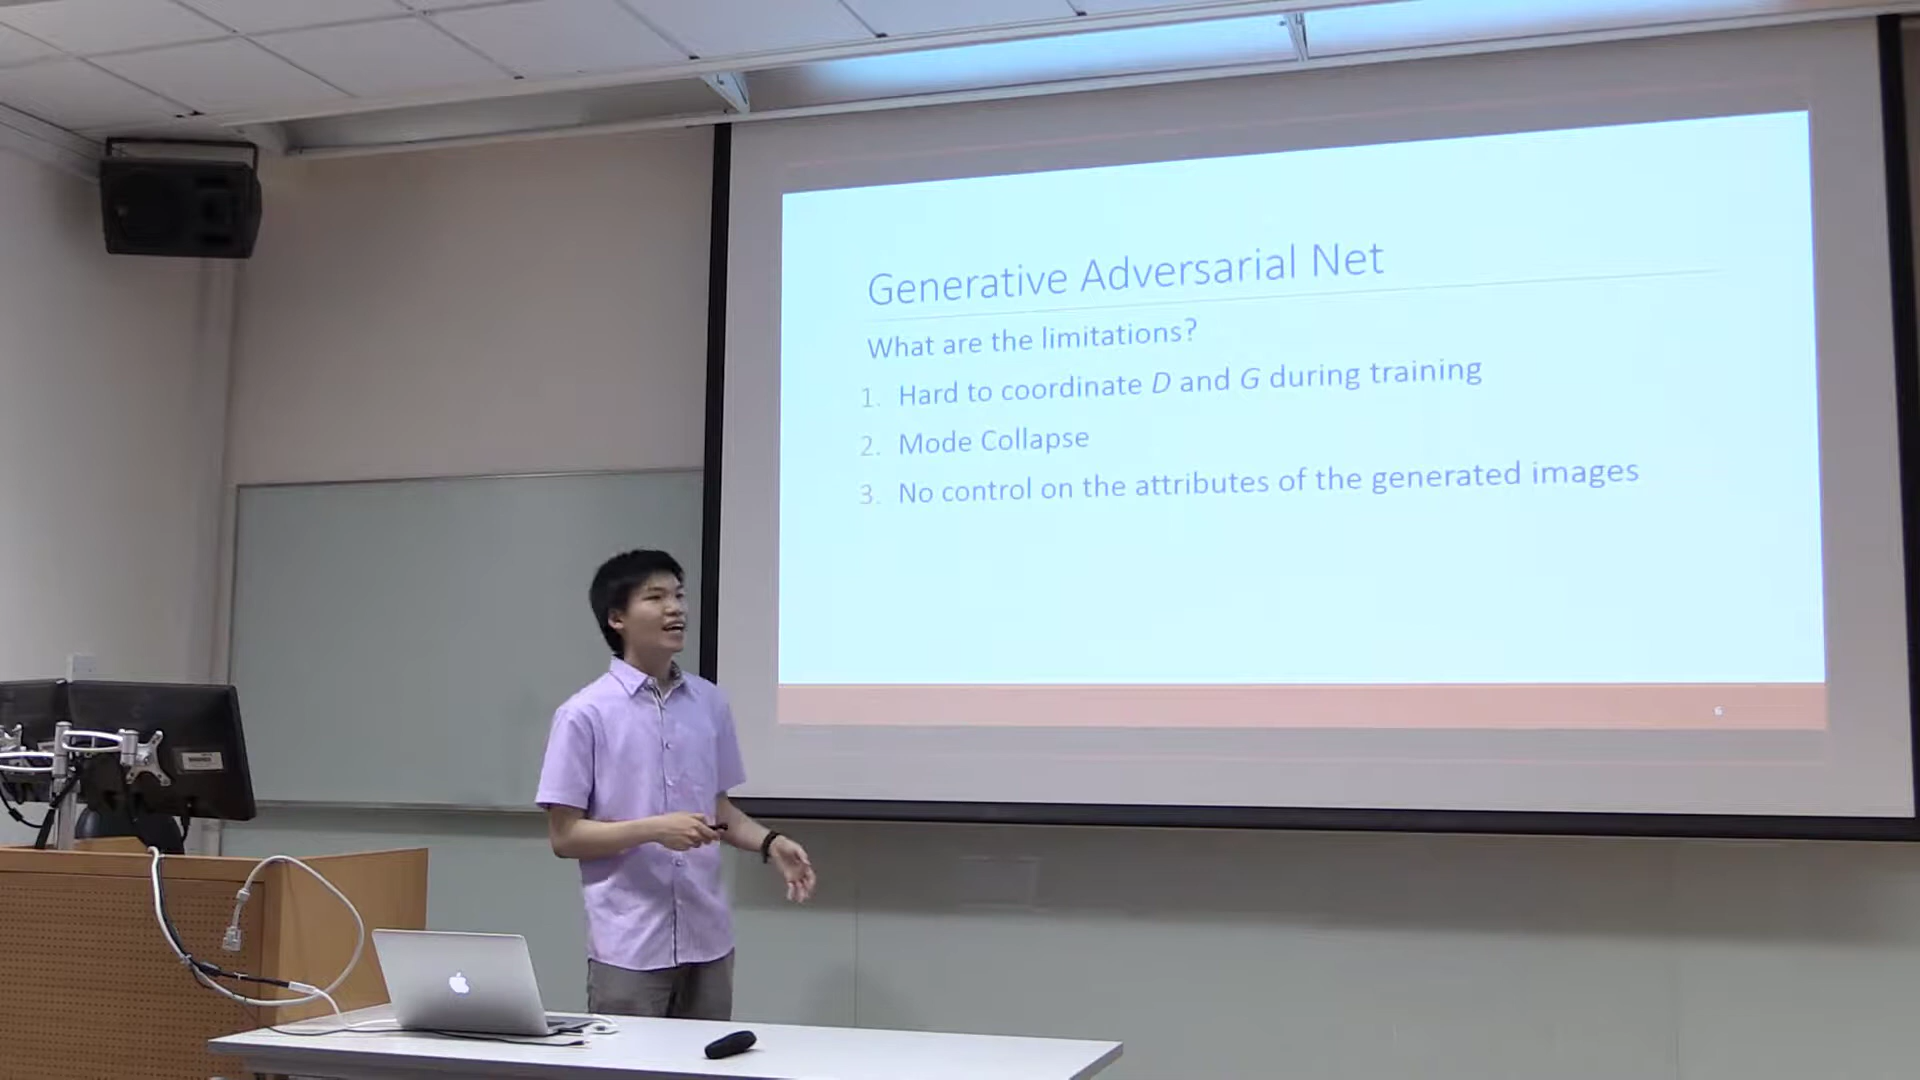 Generative Adversarial Net
What are the limitations?
1. Hard to coordinate D and G during training
2. Mode Collapse
3. No control on the attributes of the generated images
6